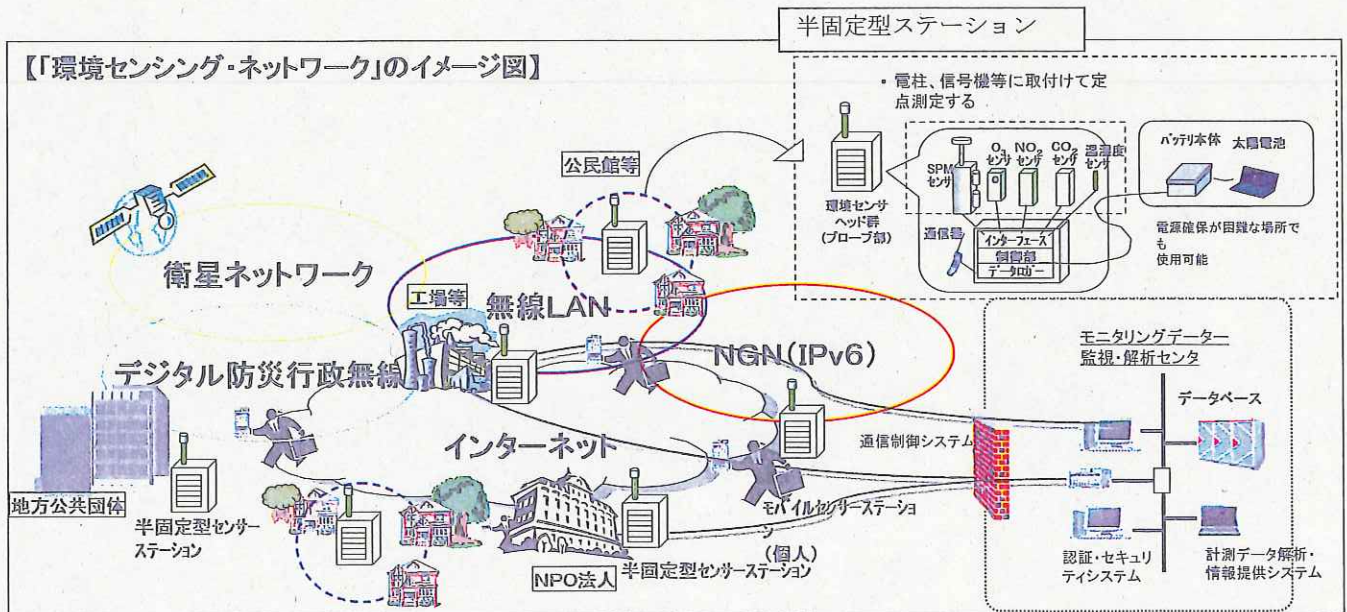 半固定型ステーション
【「環境センシング・ネットワーク」のイメージ図】
・電柱、信号機等に取付けて定
点測定する
公民館等
環境センサ
ヘッド群
(プローブ部)
SPM
センサ
O₃
センサ
NO₂
センサ
CO₂
センサ
温湿度
センサ
通信器
インターフェース
制御部
データロガー
バッテリ本体
太陽電池
電源確保が困難な場所で
も
使用可能
衛星ネットワーク
工場等
無線LAN
NGN(IPv6)
デジタル防災行政無線
インターネット
地方公共団体
半固定型センサー
ステーション
NPO法人
半固定型センサーステーション
モバイルセンサーステーショ
ン
(個人)
通信制御システム
モニタリングデーター
監視・解析センタ
データベース
認証・セキュリ
ティシステム
計測データ解析・
情報提供システム